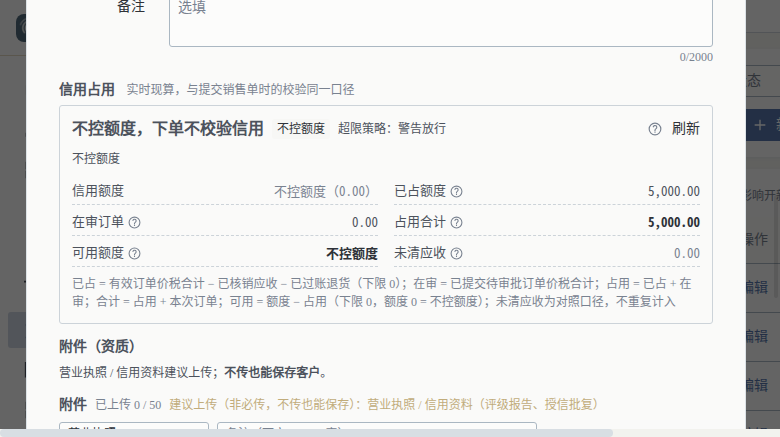 备注
选填
0/2000
信用占用 实时现算，与提交销售单时的校验同一口径
不控额度，下单不校验信用 不控额度 超限策略：警告放行 刷新
不控额度
信用额度 不控额度（0.00） 已占额度 5,000.00
在审订单 0.00 占用合计 5,000.00
可用额度 不控额度 未清应收 0.00
已占 = 有效订单价税合计 − 已核销应收 − 已过账退货（下限 0）；在审 = 已提交待审批订单价税合计；占用 = 已占 + 在
审；合计 = 占用 + 本次订单；可用 = 额度 − 占用（下限 0，额度 0 = 不控额度）；未清应收为对照口径，不重复计入
附件（资质）
营业执照 / 信用资料建议上传；不传也能保存客户。
附件 已上传 0 / 50 建议上传（非必传，不传也能保存）：营业执照 / 信用资料（评级报告、授信批复）
态
影响开
操作
编辑
编辑
编辑
编辑